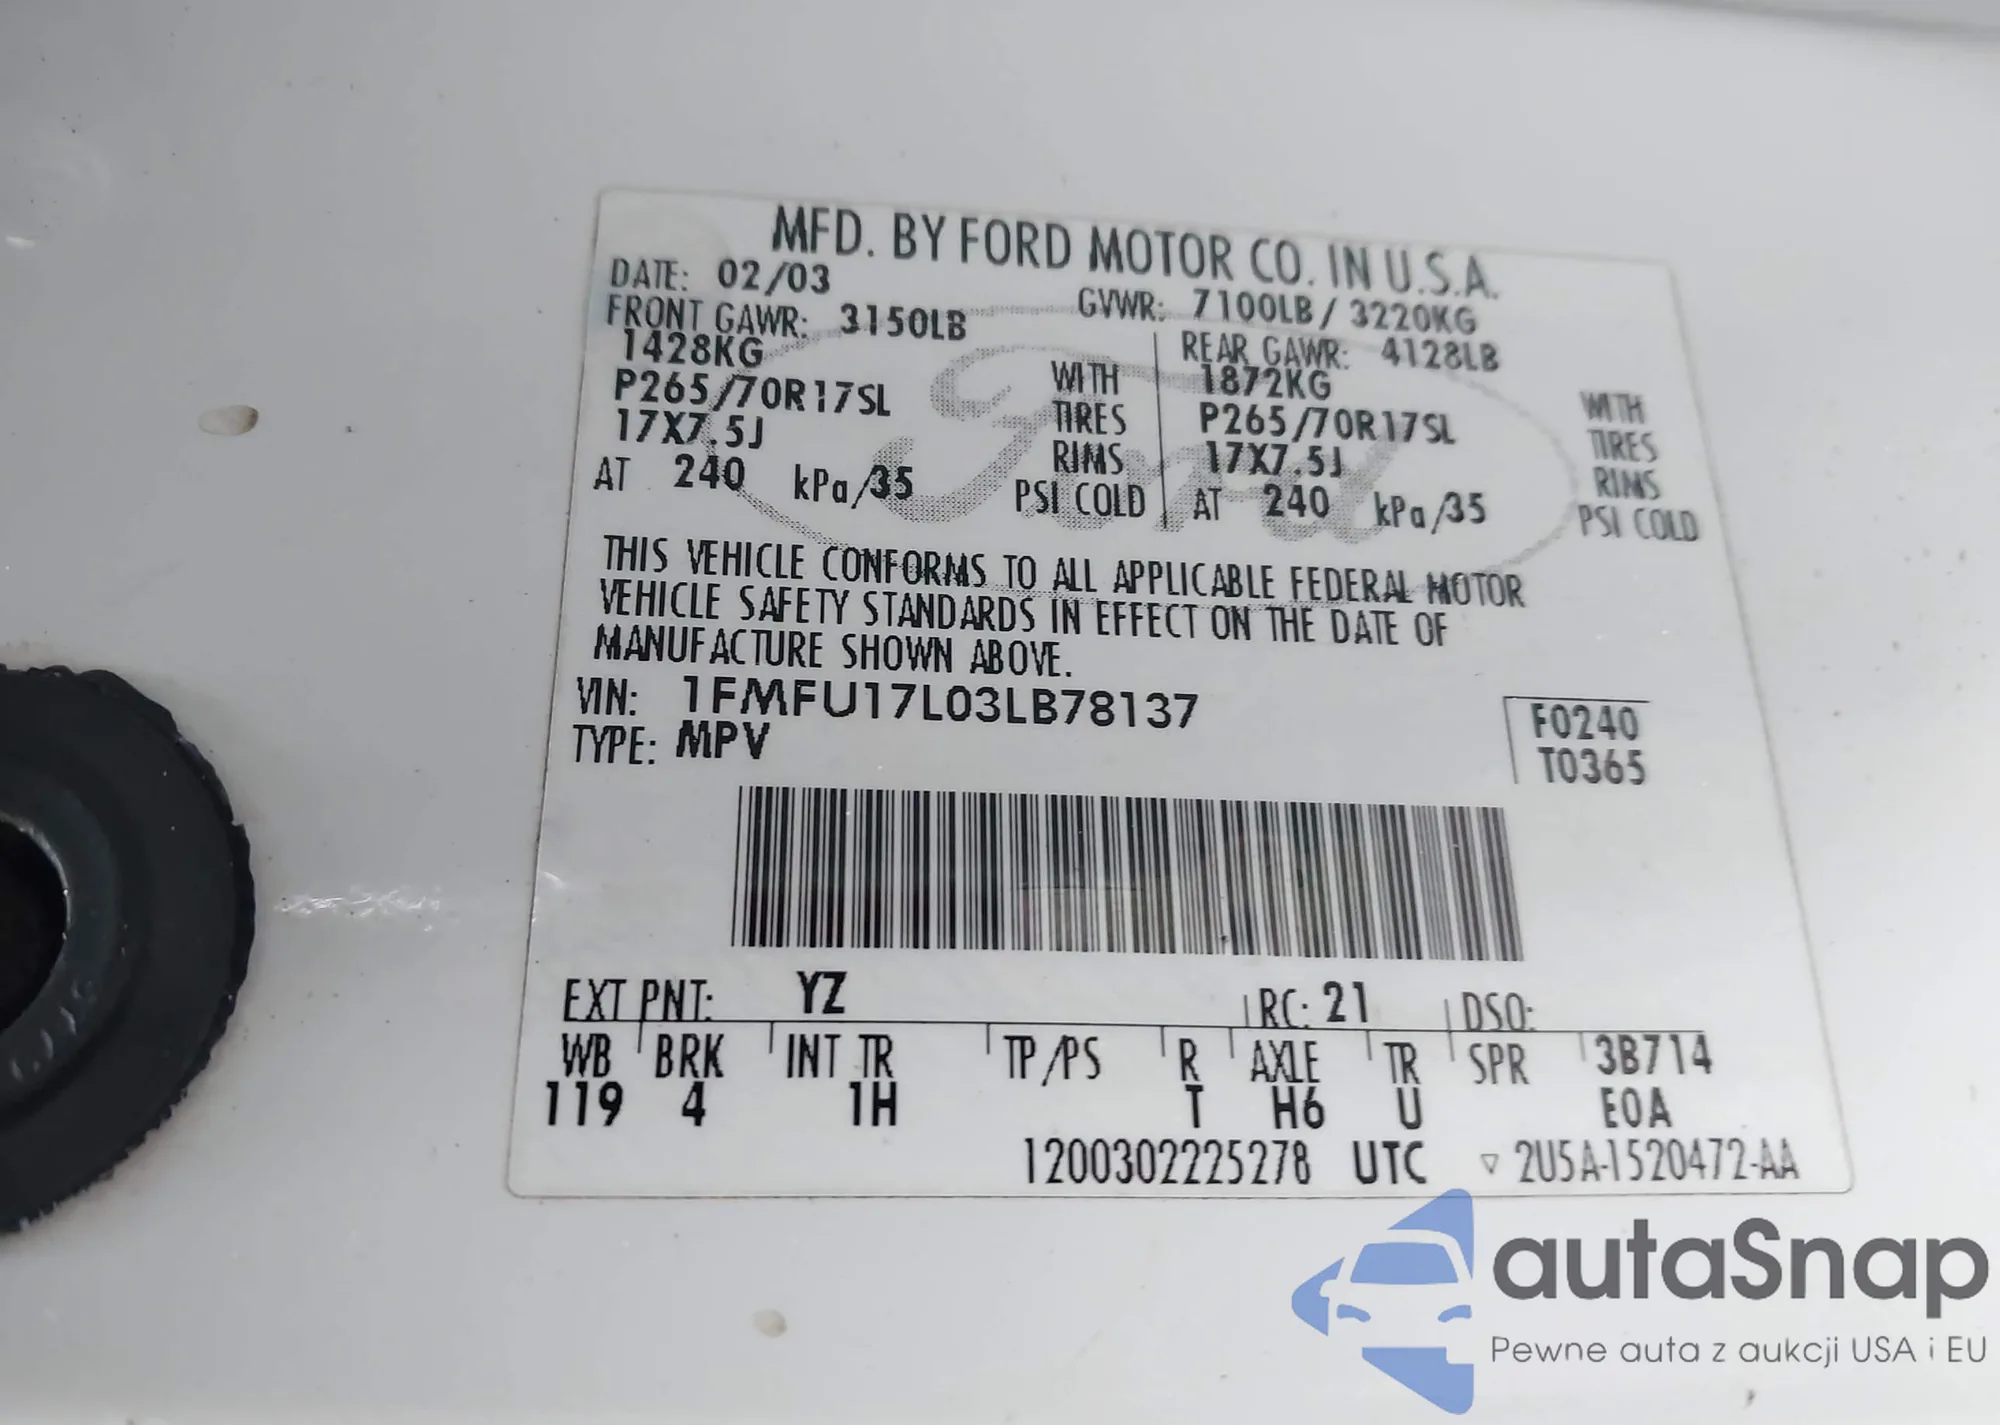 MFD. BY FORD MOTOR CO. IN U.S.A.
DATE: 02/03 GVWR: 7100LB / 3220KG
FRONT GAWR: 3150LB REAR GAWR: 4128LB
1428KG WITH 1872KG WITH
P265/70R17SL TIRES P265/70R17SL TIRES
17X7.5J RIMS 17X7.5J RIMS
AT 240 kPa/35 PSI COLD AT 240 kPa/35 PSI COLD
Ford
THIS VEHICLE CONFORMS TO ALL APPLICABLE FEDERAL MOTOR
VEHICLE SAFETY STANDARDS IN EFFECT ON THE DATE OF
MANUFACTURE SHOWN ABOVE.
VIN: 1FMFU17L03LB78137 F0240
TYPE: MPV T0365
EXT PNT: YZ RC: 21 DSO:
WB BRK INT TR TP/PS R AXLE TR SPR 3B714
119 4 1H T H6 U E0A
1200302225278 UTC ▽ 2U5A-1520472-AA
autaSnap
Pewne auta z aukcji USA i EU